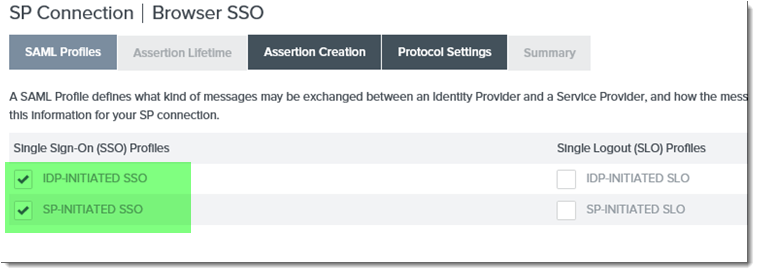 SP Connection | Browser SSO
SAML Profiles Assertion Lifetime Assertion Creation Protocol Settings Summary
A SAML Profile defines what kind of messages may be exchanged between an Identity Provider and a Service Provider, and how the mess
this information for your SP connection.
Single Sign-On (SSO) Profiles Single Logout (SLO) Profiles
IDP-INITIATED SSO IDP-INITIATED SLO
SP-INITIATED SSO SP-INITIATED SLO